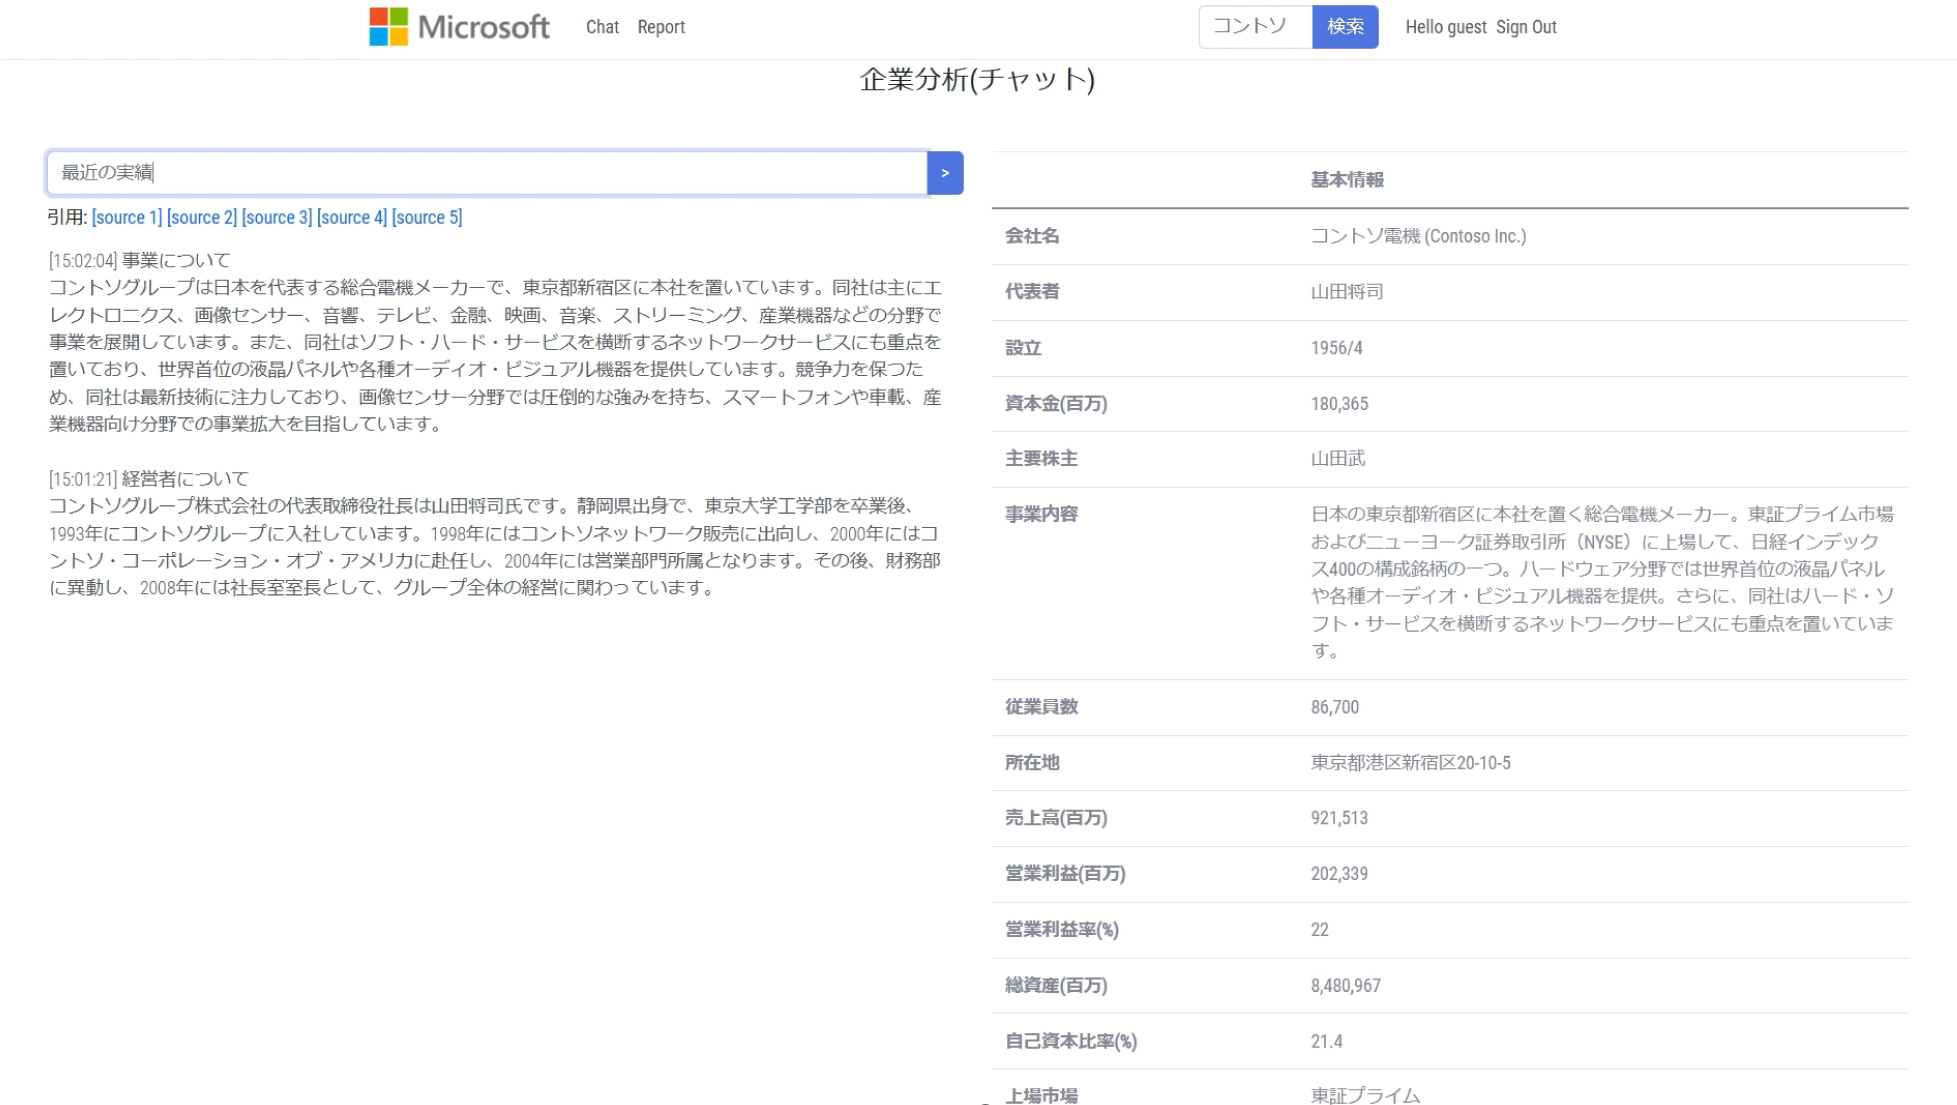 Microsoft Chat Report コントソ 検索 Hello guest Sign Out
企業分析(チャット)
最近の実績 >
引用: [source 1] [source 2] [source 3] [source 4] [source 5]
[15:02:04] 事業について
コントソグループは日本を代表する総合電機メーカーで、東京都新宿区に本社を置いています。同社は主にエ
レクトロニクス、画像センサー、音響、テレビ、金融、映画、音楽、ストリーミング、産業機器などの分野で
事業を展開しています。また、同社はソフト・ハード・サービスを横断するネットワークサービスにも重点を
置いており、世界首位の液晶パネルや各種オーディオ・ビジュアル機器を提供しています。競争力を保つた
め、同社は最新技術に注力しており、画像センサー分野では圧倒的な強みを持ち、スマートフォンや車載、産
業機器向け分野での事業拡大を目指しています。
[15:01:21] 経営者について
コントソグループ株式会社の代表取締役社長は山田将司氏です。静岡県出身で、東京大学工学部を卒業後、
1993年にコントソグループに入社しています。1998年にはコントソネットワーク販売に出向し、2000年にはコ
ントソ・コーポレーション・オブ・アメリカに赴任し、2004年には営業部門所属となります。その後、財務部
に異動し、2008年には社長室室長として、グループ全体の経営に関わっています。
基本情報
会社名 コントソ電機 (Contoso Inc.)
代表者 山田将司
設立 1956/4
資本金(百万) 180,365
主要株主 山田武
事業内容 日本の東京都新宿区に本社を置く総合電機メーカー。東証プライム市場
およびニューヨーク証券取引所（NYSE）に上場して、日経インデック
ス400の構成銘柄の一つ。ハードウェア分野では世界首位の液晶パネル
や各種オーディオ・ビジュアル機器を提供。さらに、同社はハード・ソ
フト・サービスを横断するネットワークサービスにも重点を置いていま
す。
従業員数 86,700
所在地 東京都港区新宿区20-10-5
売上高(百万) 921,513
営業利益(百万) 202,339
営業利益率(%) 22
総資産(百万) 8,480,967
自己資本比率(%) 21.4
上場市場 東証プライム